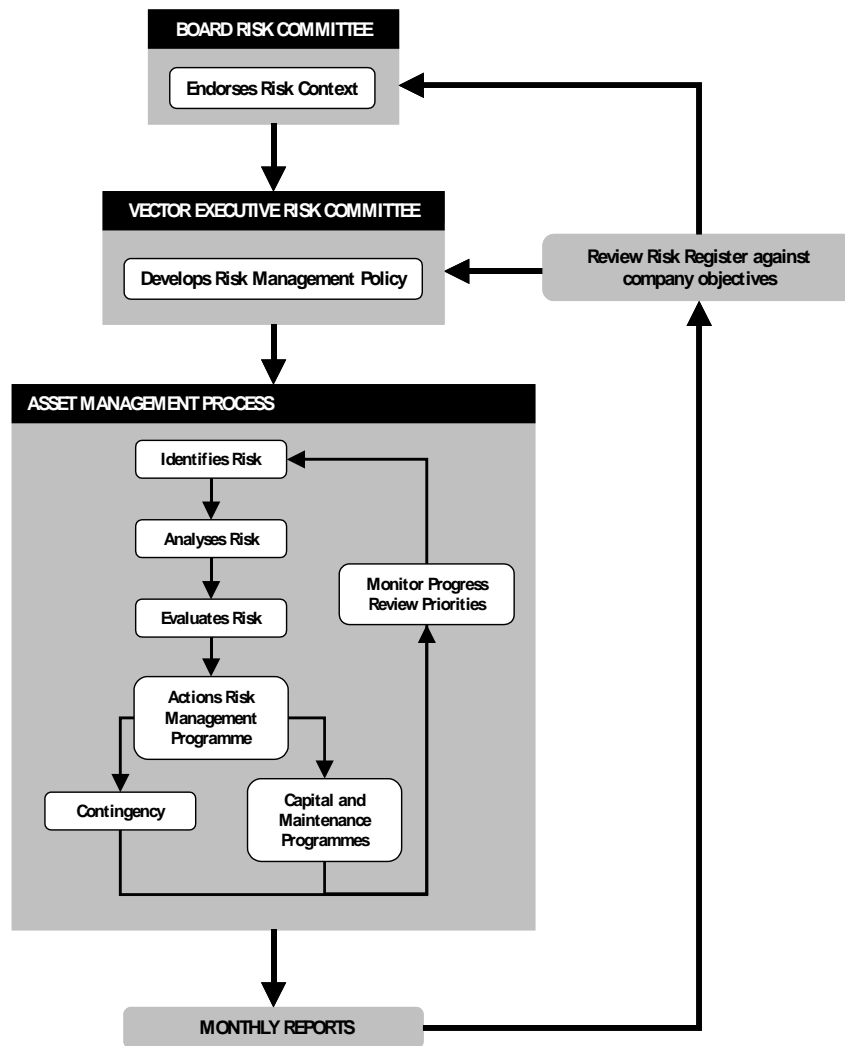 BOARD RISK COMMITTEE
Endorses Risk Context
VECTOR EXECUTIVE RISK COMMITTEE
Develops Risk Management Policy
Review Risk Register against
company objectives
ASSET MANAGEMENT PROCESS
Identifies Risk
Analyses Risk
Monitor Progress
Review Priorities
Evaluates Risk
Actions Risk
Management
Programme
Contingency
Capital and
Maintenance
Programmes
MONTHLY REPORTS